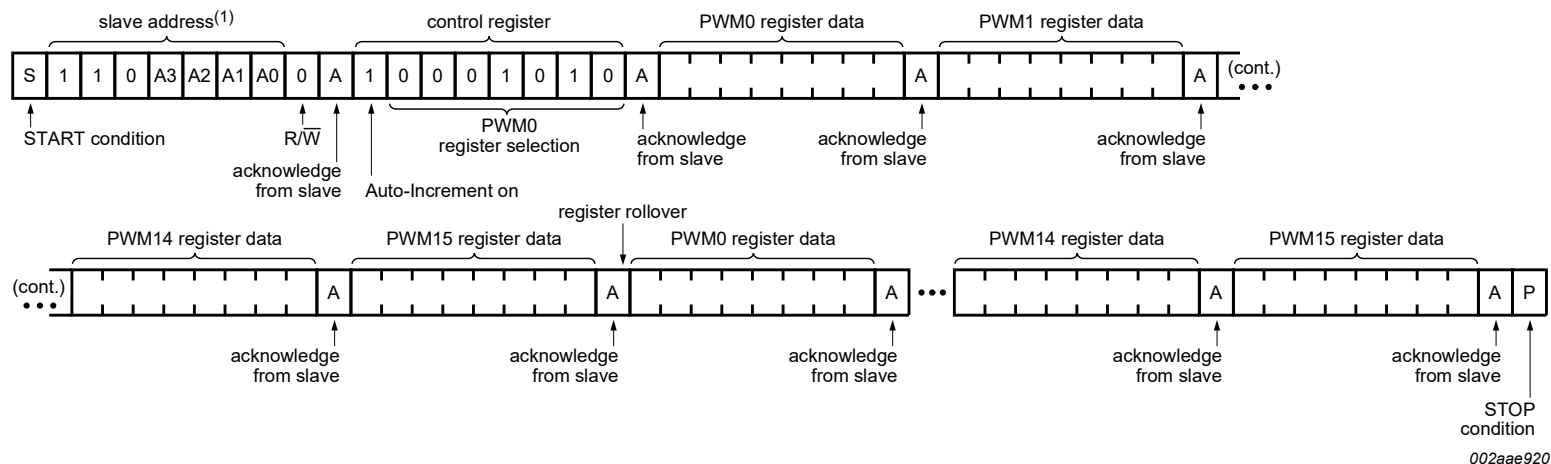 slave address(1) control register PWM0 register data PWM1 register data
S 1 1 0 A3 A2 A1 A0 0 A 1 0 0 0 1 0 1 0 A A A (cont.)
START condition R/W̅ PWM0 register selection acknowledge from slave acknowledge from slave acknowledge from slave
acknowledge from slave Auto-Increment on
register rollover
PWM14 register data PWM15 register data PWM0 register data PWM14 register data PWM15 register data
(cont.) A A A A A P
acknowledge from slave acknowledge from slave acknowledge from slave acknowledge from slave acknowledge from slave
STOP condition
002aae920